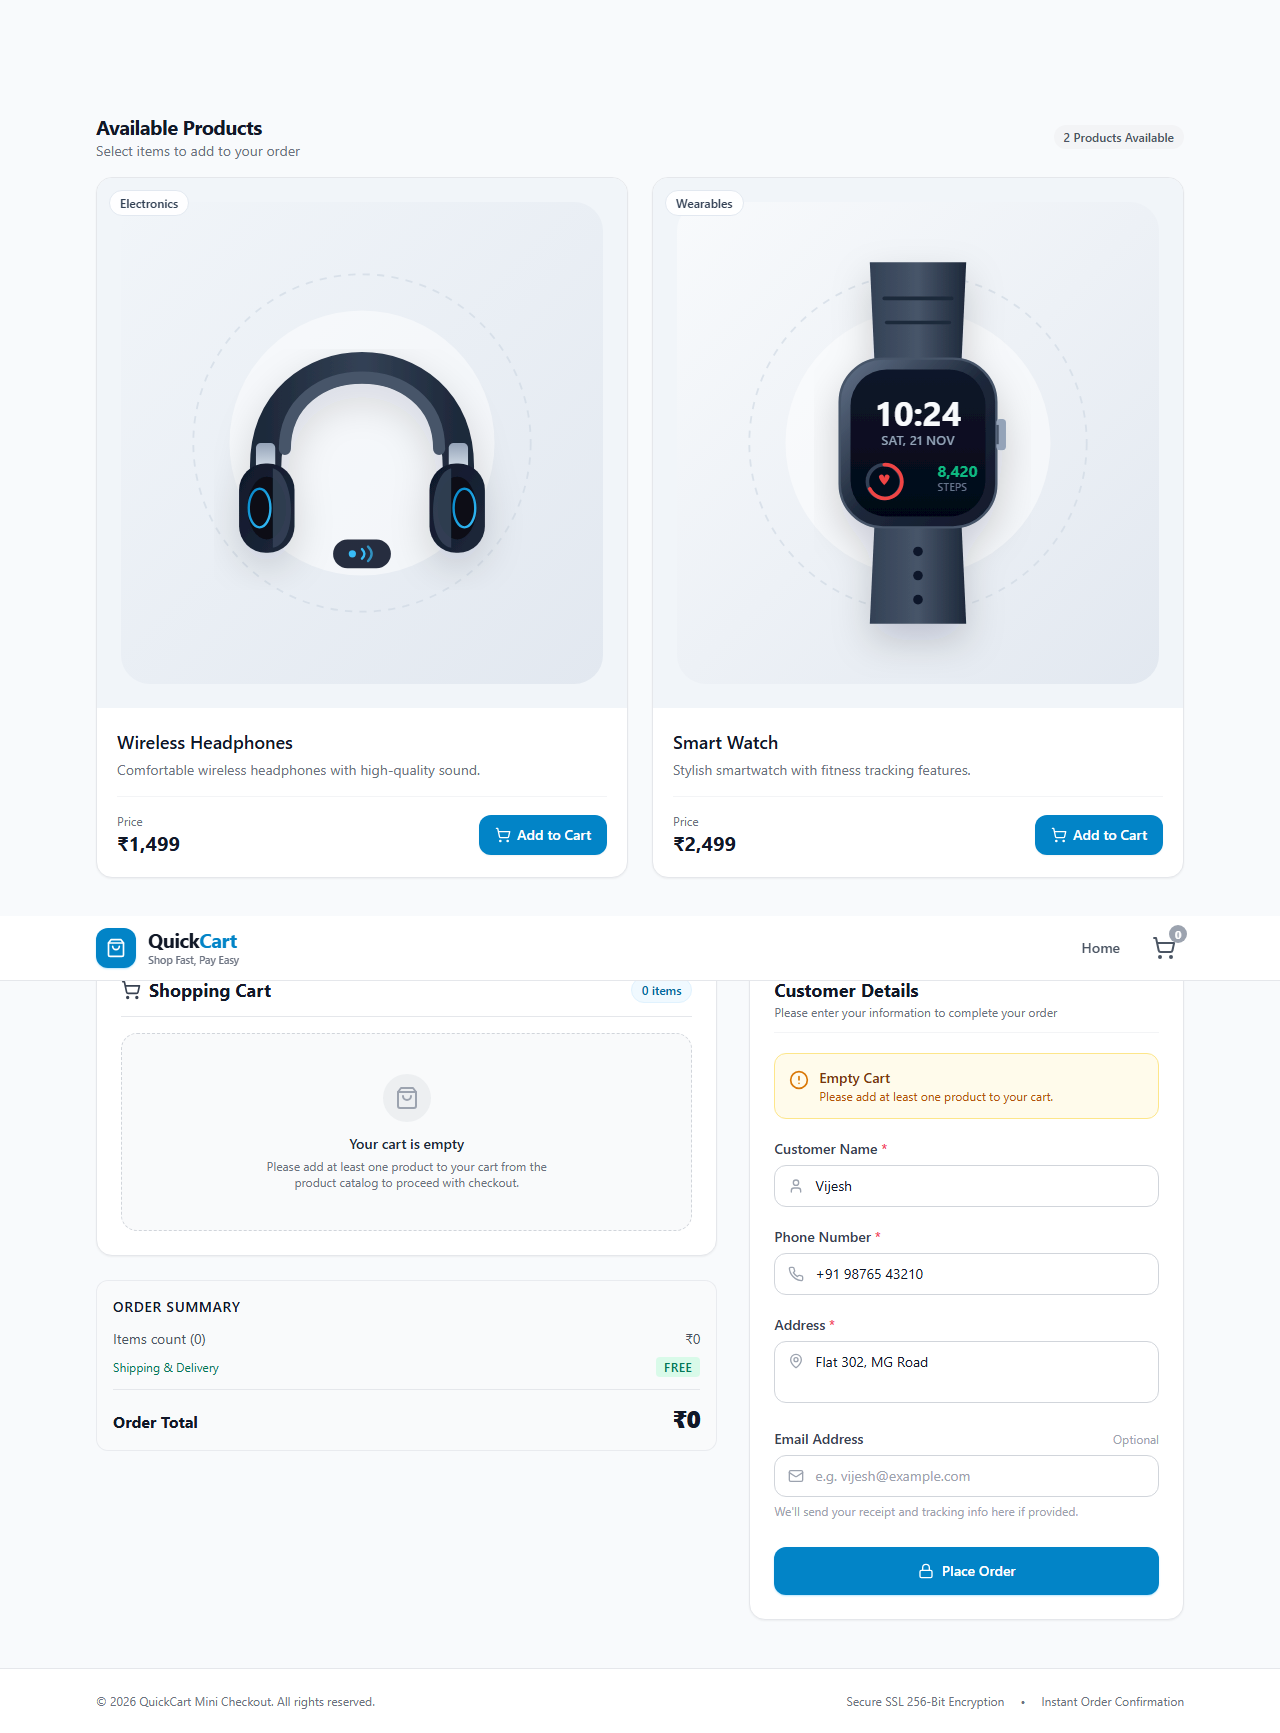 Available Products
Select items to add to your order
2 Products Available
Electronics
Wearables
10:24
SAT, 21 NOV
8,420
STEPS
Wireless Headphones
Comfortable wireless headphones with high-quality sound.
Price
₹1,499
Add to Cart
Smart Watch
Stylish smartwatch with fitness tracking features.
Price
₹2,499
Add to Cart
QuickCart
Shop Fast, Pay Easy
Home
0
Shopping Cart
0 items
Your cart is empty
Please add at least one product to your cart from the
product catalog to proceed with checkout.
ORDER SUMMARY
Items count (0)
₹0
Shipping & Delivery
FREE
Order Total
₹0
Customer Details
Please enter your information to complete your order
Empty Cart
Please add at least one product to your cart.
Customer Name *
Vijesh
Phone Number *
+91 98765 43210
Address *
Flat 302, MG Road
Email Address
Optional
e.g. vijesh@example.com
We'll send your receipt and tracking info here if provided.
Place Order
© 2026 QuickCart Mini Checkout. All rights reserved.
Secure SSL 256-Bit Encryption • Instant Order Confirmation